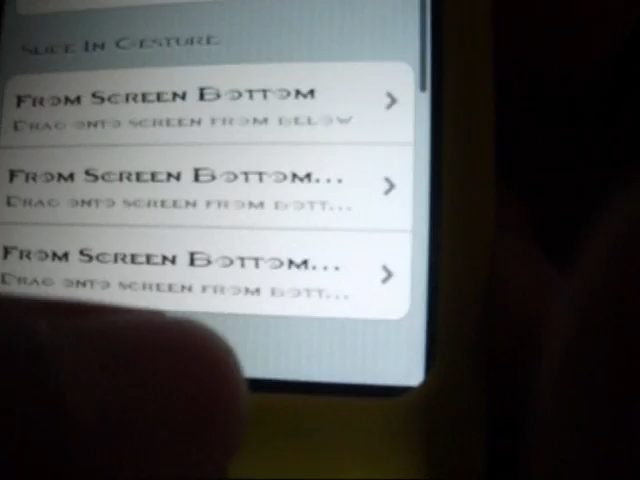 Slide In Gesture
From Screen Bottom
Drag onto screen from below
From Screen Bottom...
Drag onto screen from bott...
From Screen Bottom...
Drag onto screen from bott...